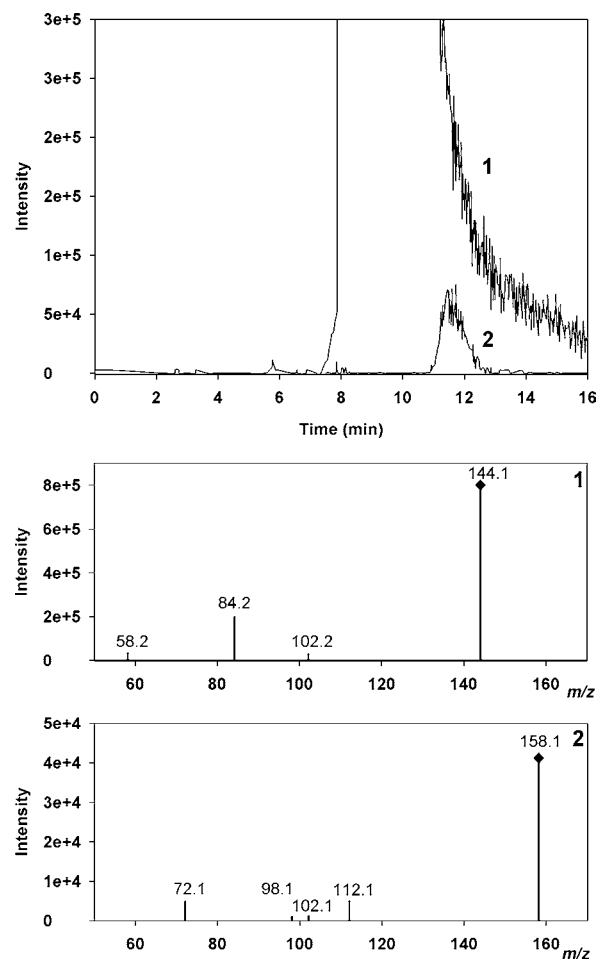 3e+5
3e+5
2e+5
2e+5
1e+5
5e+4
0
Intensity
1
2
0 2 4 6 8 10 12 14 16
Time (min)
8e+5
6e+5
4e+5
2e+5
0
Intensity
144.1
1
84.2
58.2
102.2
60 80 100 120 140 160
m/z
5e+4
4e+4
3e+4
2e+4
1e+4
0
Intensity
158.1
2
72.1
98.1
102.1
112.1
60 80 100 120 140 160
m/z